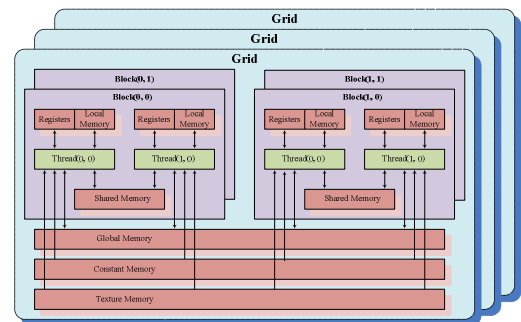 Grid
Grid
Grid
Block(0, 1)
Block(1, 1)
Block(0, 0)
Block(1, 0)
Registers
Local Memory
Registers
Local Memory
Registers
Local Memory
Registers
Local Memory
Thread(0, 0)
Thread(1, 0)
Thread(0, 0)
Thread(1, 0)
Shared Memory
Shared Memory
Global Memory
Constant Memory
Texture Memory